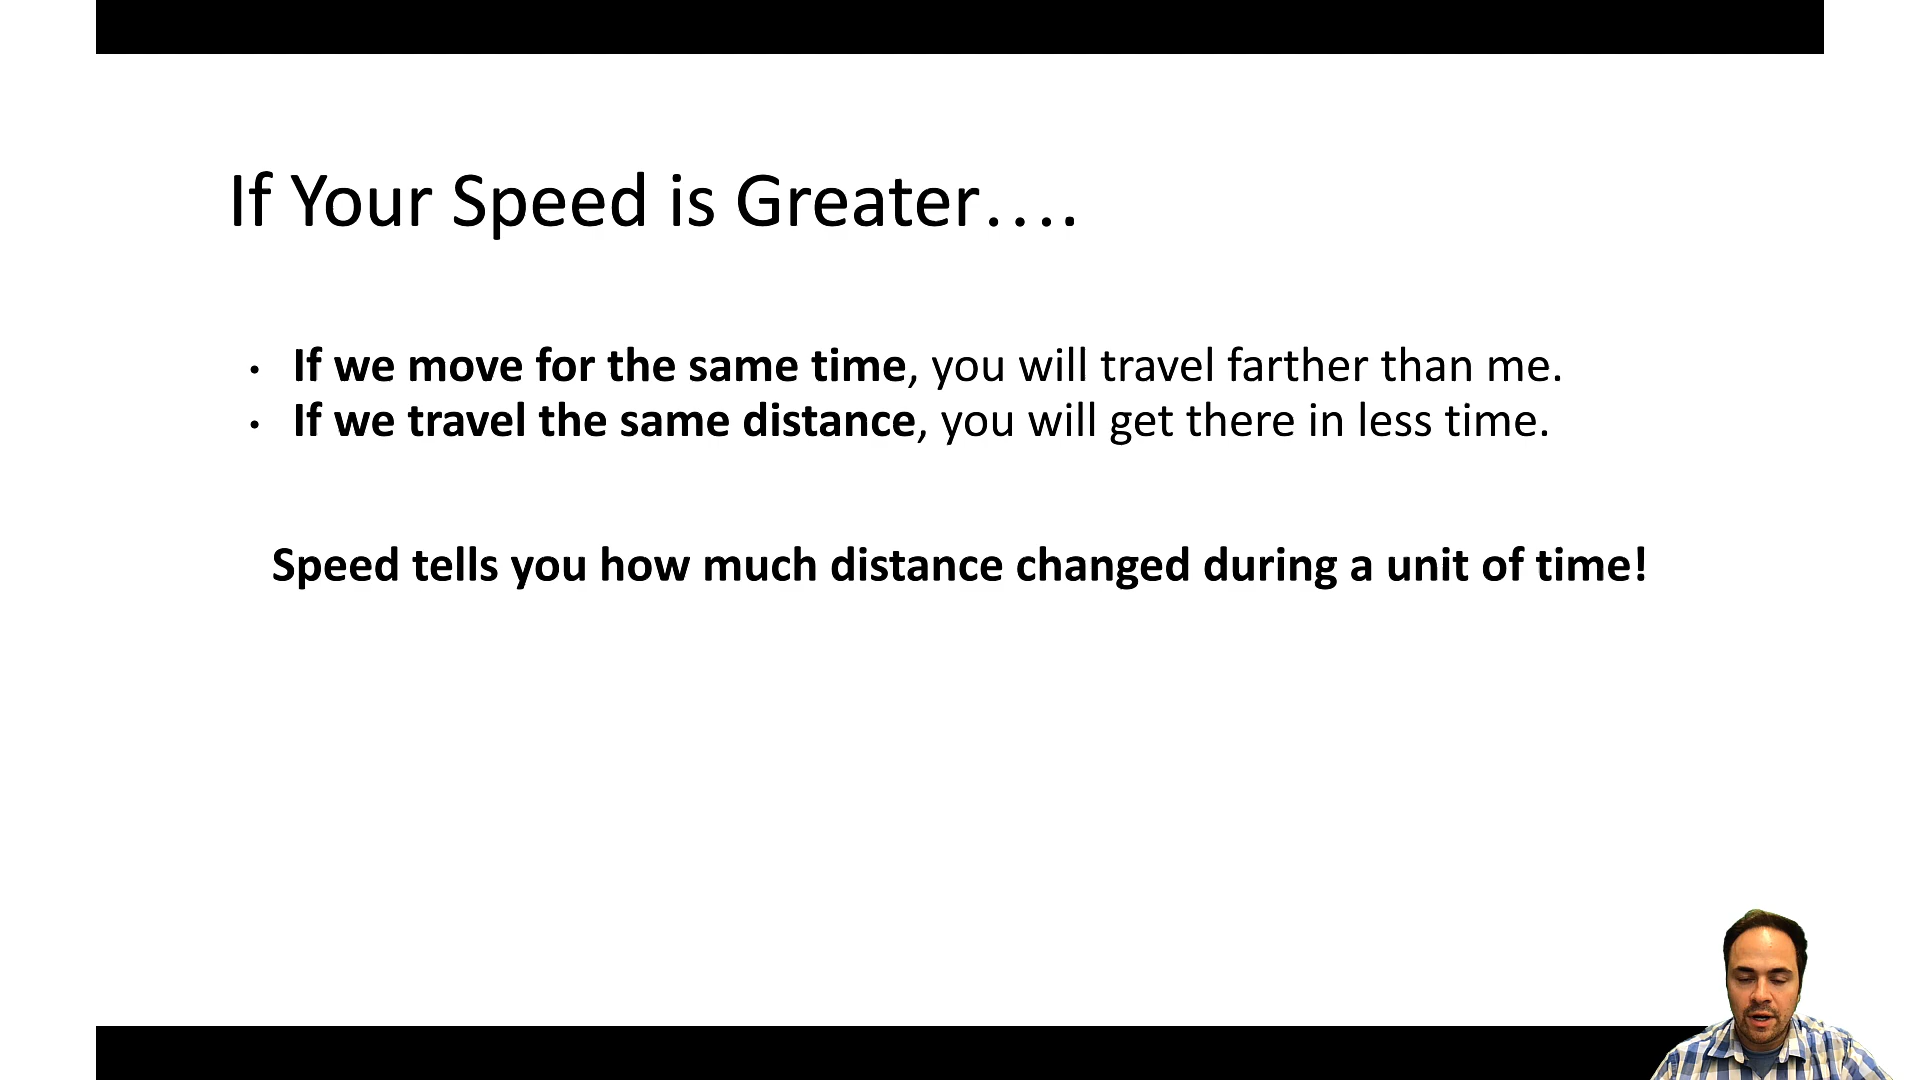 If Your Speed is Greater….
• If we move for the same time, you will travel farther than me.
• If we travel the same distance, you will get there in less time.
Speed tells you how much distance changed during a unit of time!